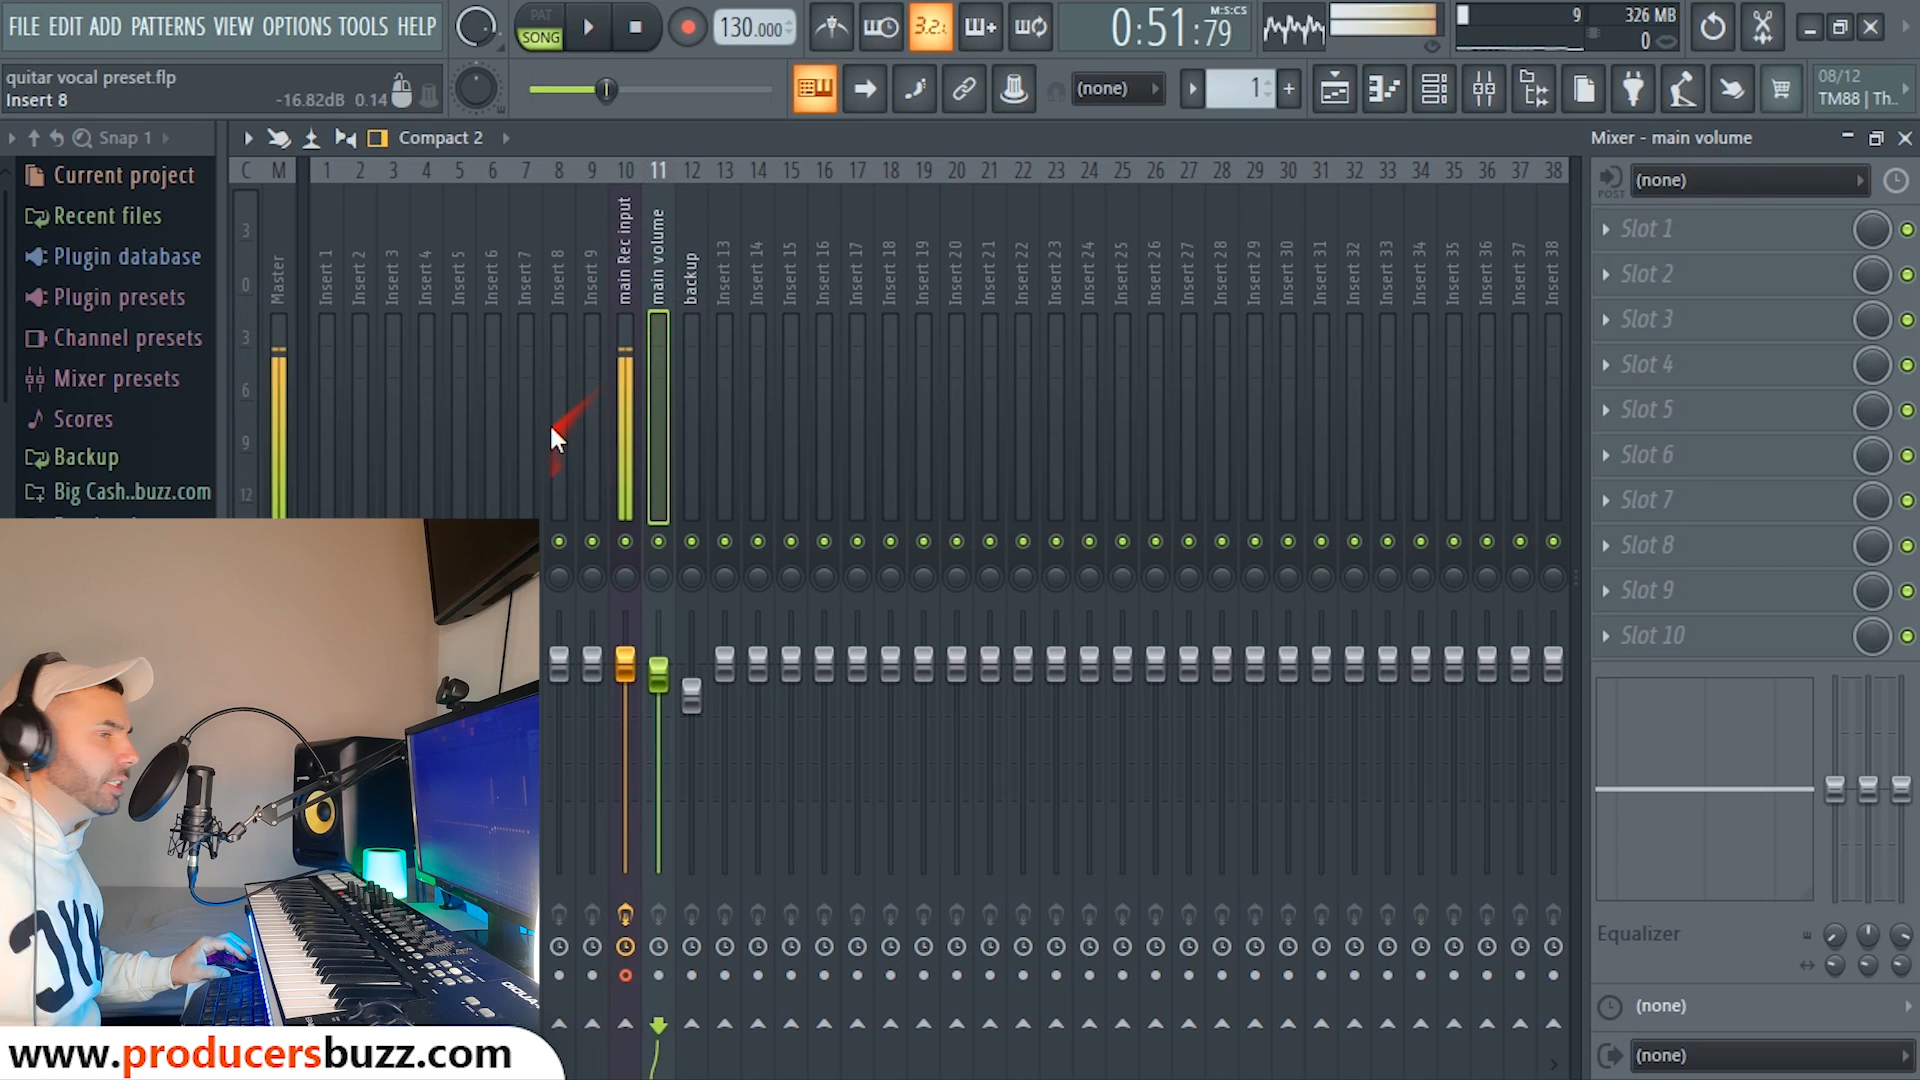 FILE EDIT ADD PATTERNS VIEW OPTIONS TOOLS HELP
PAT
SONG
130.000
3.2.
0:51:79
M:S:CS
9
326 MB
0
quitar vocal preset.flp
Insert 8
-16.82dB 0.14
(none)
1
08/12
TM88 | Th..
Snap 1
Compact 2
Mixer - main volume
Current project
Recent files
Plugin database
Plugin presets
Channel presets
Mixer presets
Scores
Backup
Big Cash..buzz.com
C M 1 2 3 4 5 6 7 8 9 10 11 12 13 14 15 16 17 18 19 20 21 22 23 24 25 26 27 28 29 30 31 32 33 34 35 36 37 38
3
0
3
6
9
12
Master
Insert 1
Insert 2
Insert 3
Insert 4
Insert 5
Insert 6
Insert 7
Insert 8
Insert 9
main Rec input
main volume
backup
Insert 13
Insert 14
Insert 15
Insert 16
Insert 17
Insert 18
Insert 19
Insert 20
Insert 21
Insert 22
Insert 23
Insert 24
Insert 25
Insert 26
Insert 27
Insert 28
Insert 29
Insert 30
Insert 31
Insert 32
Insert 33
Insert 34
Insert 35
Insert 36
Insert 37
Insert 38
POST
(none)
Slot 1
Slot 2
Slot 3
Slot 4
Slot 5
Slot 6
Slot 7
Slot 8
Slot 9
Slot 10
Equalizer
(none)
(none)
www.producersbuzz.com